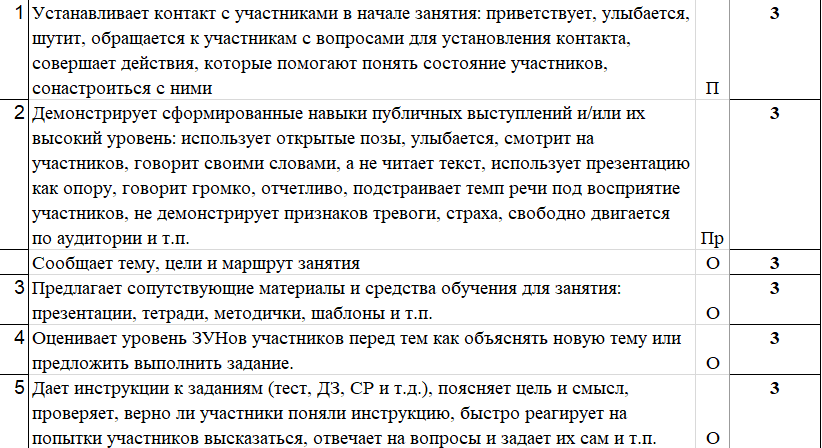 1 Устанавливает контакт с участниками в начале занятия: приветствует, улыбается, 3
шутит, обращается к участникам с вопросами для установления контакта,
совершает действия, которые помогают понять состояние участников,
сонастроиться с ними П
2 Демонстрирует сформированные навыки публичных выступлений и/или их 3
высокий уровень: использует открытые позы, улыбается, смотрит на
участников, говорит своими словами, а не читает текст, использует презентацию
как опору, говорит громко, отчетливо, подстраивает темп речи под восприятие
участников, не демонстрирует признаков тревоги, страха, свободно двигается
по аудитории и т.п. Пр
Сообщает тему, цели и маршрут занятия О 3
3 Предлагает сопутствующие материалы и средства обучения для занятия: 3
презентации, тетради, методички, шаблоны и т.п. О
4 Оценивает уровень ЗУНов участников перед тем как объяснять новую тему или 3
предложить выполнить задание. О
5 Дает инструкции к заданиям (тест, ДЗ, СР и т.д.), поясняет цель и смысл, 3
проверяет, верно ли участники поняли инструкцию, быстро реагирует на
попытки участников высказаться, отвечает на вопросы и задает их сам и т.п. О